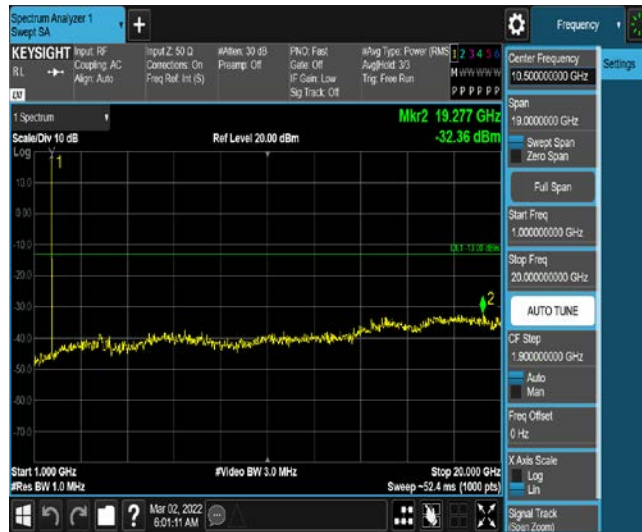 Spectrum Analyzer 1
Swept SA
+
Frequency
KEYSIGHT
RL
Input: RF
Coupling: AC
Align: Auto
Input Z: 50 Ω
Corrections: On
Freq Ref: Int (S)
#Atten: 30 dB
Preamp: Off
PNO: Fast
Gate: Off
IF Gain: Low
Sig Track: Off
#Avg Type: Power (RMS
Avg|Hold: 3/3
Trig: Free Run
1 2 3 4 5 6
M W W W W W
P P P P P P
LXI
1 Spectrum
Scale/Div 10 dB
Log
Ref Level 20.00 dBm
Mkr2 19.277 GHz
-32.36 dBm
1
10.0
0.00
-10.0
DL1 -13.00 dBm
-20.0
2
-30.0
-40.0
-50.0
-60.0
-70.0
Start 1.000 GHz
#Res BW 1.0 MHz
#Video BW 3.0 MHz
Stop 20.000 GHz
Sweep ~52.4 ms (1000 pts)
Mar 02, 2022
6:01:11 AM
?
Center Frequency
10.500000000 GHz
Settings
Span
19.0000000 GHz
Swept Span
Zero Span
Full Span
Start Freq
1.000000000 GHz
Stop Freq
20.000000000 GHz
AUTO TUNE
CF Step
1.900000000 GHz
Auto
Man
Freq Offset
0 Hz
X Axis Scale
Log
Lin
Signal Track
(Span Zoom)